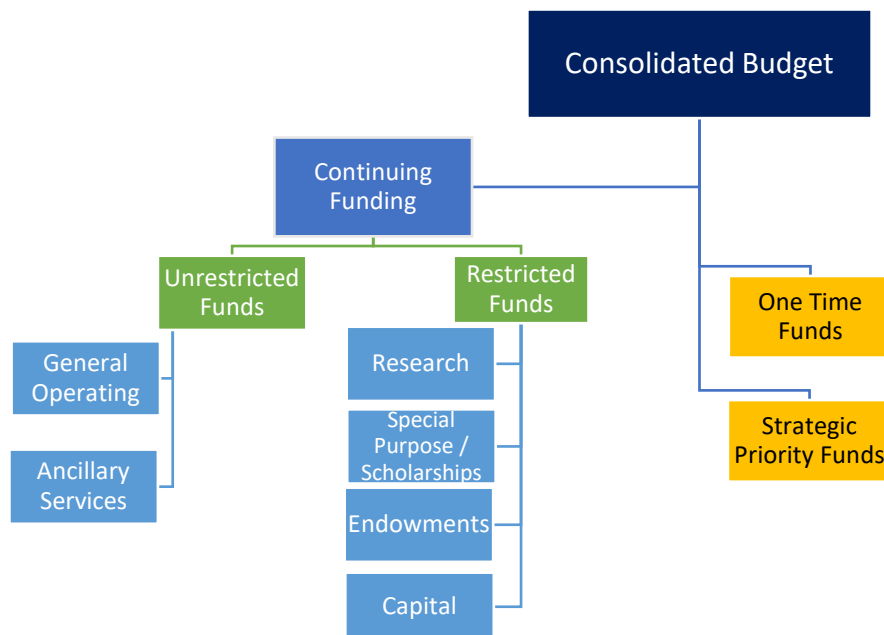 Consolidated Budget
Continuing
Funding
Unrestricted
Funds
Restricted
Funds
One Time
Funds
General
Operating
Research
Strategic
Priority Funds
Special
Purpose /
Scholarships
Ancillary
Services
Endowments
Capital